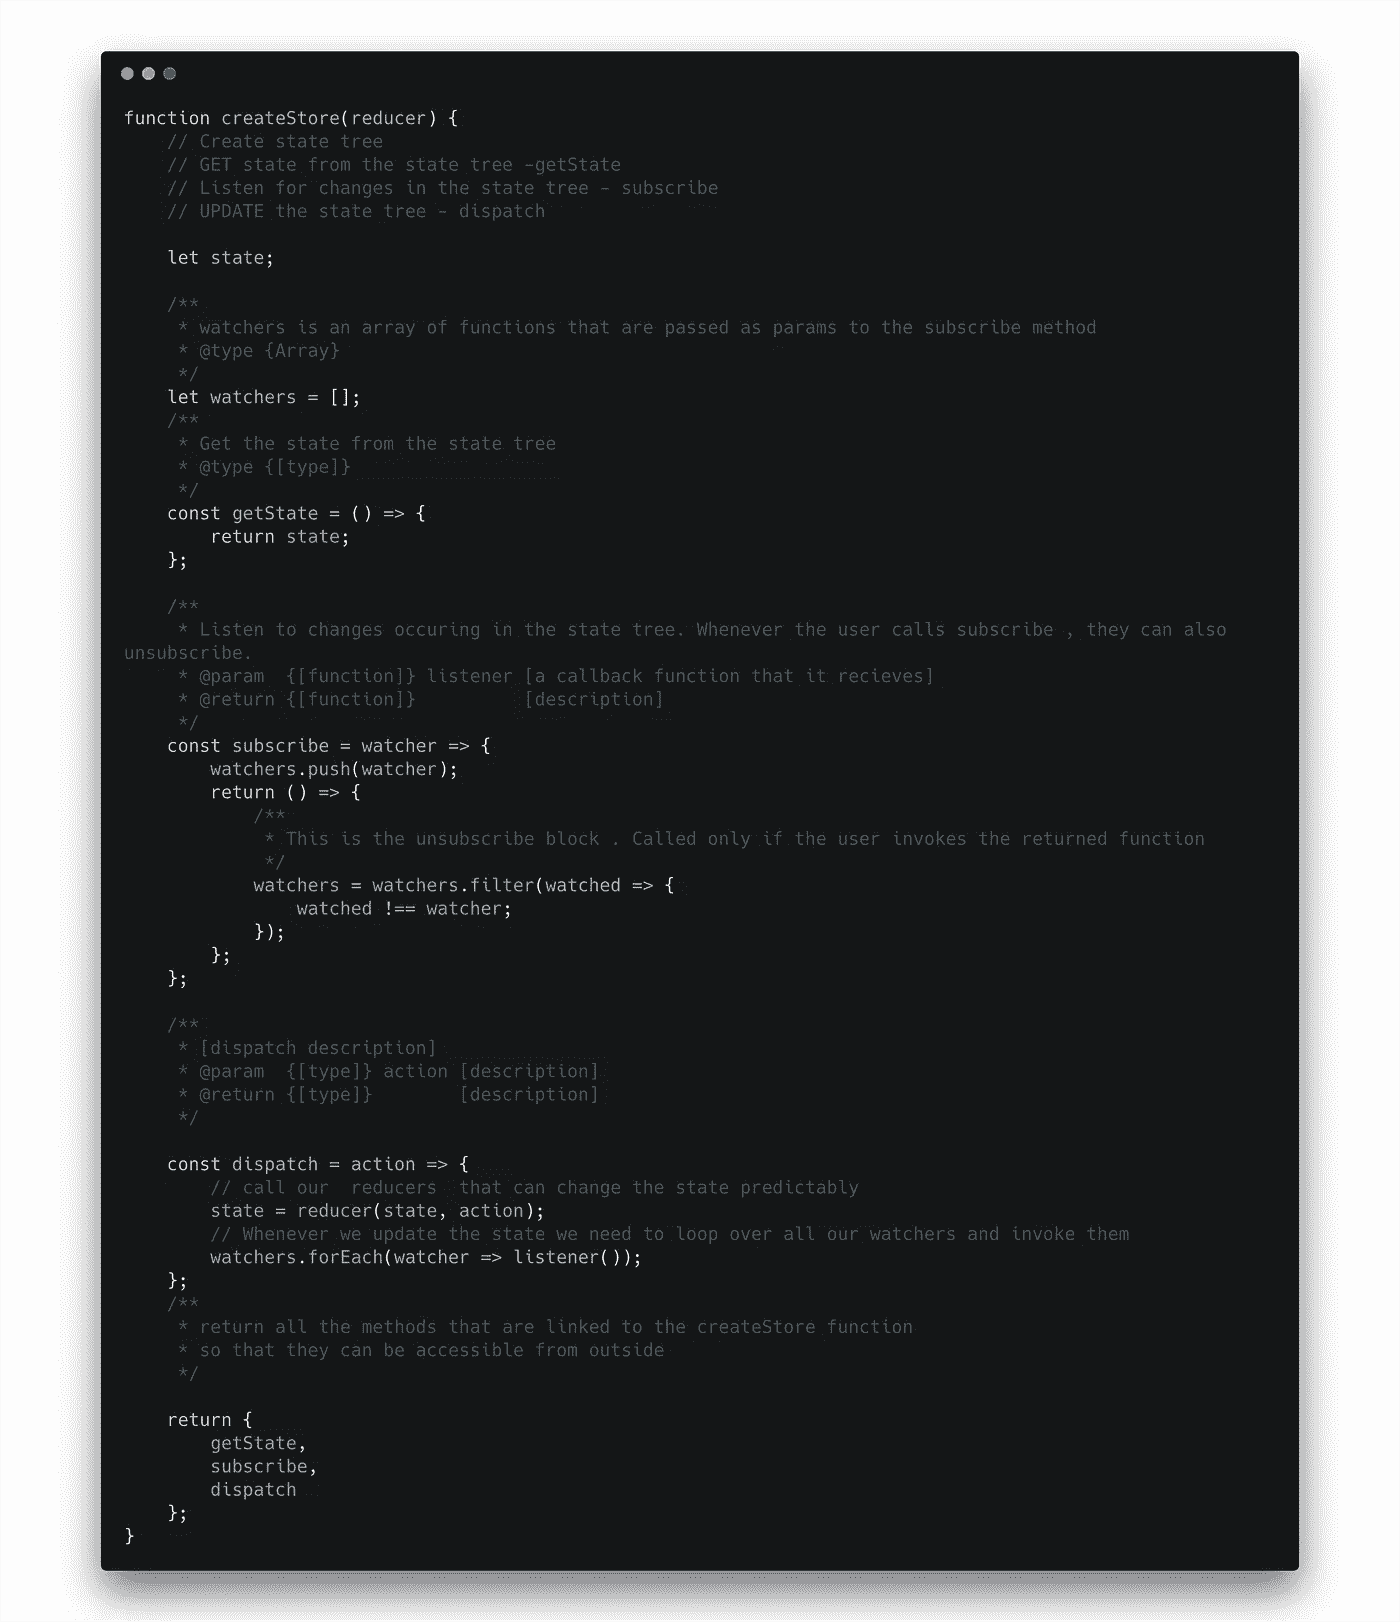 function createStore(reducer) {
    // Create state tree
    // GET state from the state tree -getState
    // Listen for changes in the state tree - subscribe
    // UPDATE the state tree - dispatch
    let state;
    /**
     * watchers is an array of functions that are passed as params to the subscribe method
     * @type {Array}
     */
    let watchers = [];
    /**
     * Get the state from the state tree
     * @type {[type]}
     */
    const getState = () => {
        return state;
    };
    /**
     * Listen to changes occuring in the state tree. Whenever the user calls subscribe , they can also
unsubscribe.
     * @param  {[function]} listener [a callback function that it recieves]
     * @return {[function]}          [description]
     */
    const subscribe = watcher => {
        watchers.push(watcher);
        return () => {
            /**
             * This is the unsubscribe block . Called only if the user invokes the returned function
             */
            watchers = watchers.filter(watched => {
                watched !== watcher;
            });
        };
    };
    /**
     * [dispatch description]
     * @param  {[type]} action [description]
     * @return {[type]}        [description]
     */
    const dispatch = action => {
        // call our  reducers  that can change the state predictably
        state = reducer(state, action);
        // Whenever we update the state we need to loop over all our watchers and invoke them
        watchers.forEach(watcher => listener());
    };
    /**
     * return all the methods that are linked to the createStore function
     * so that they can be accessible from outside
     */
    return {
        getState,
        subscribe,
        dispatch
    };
}